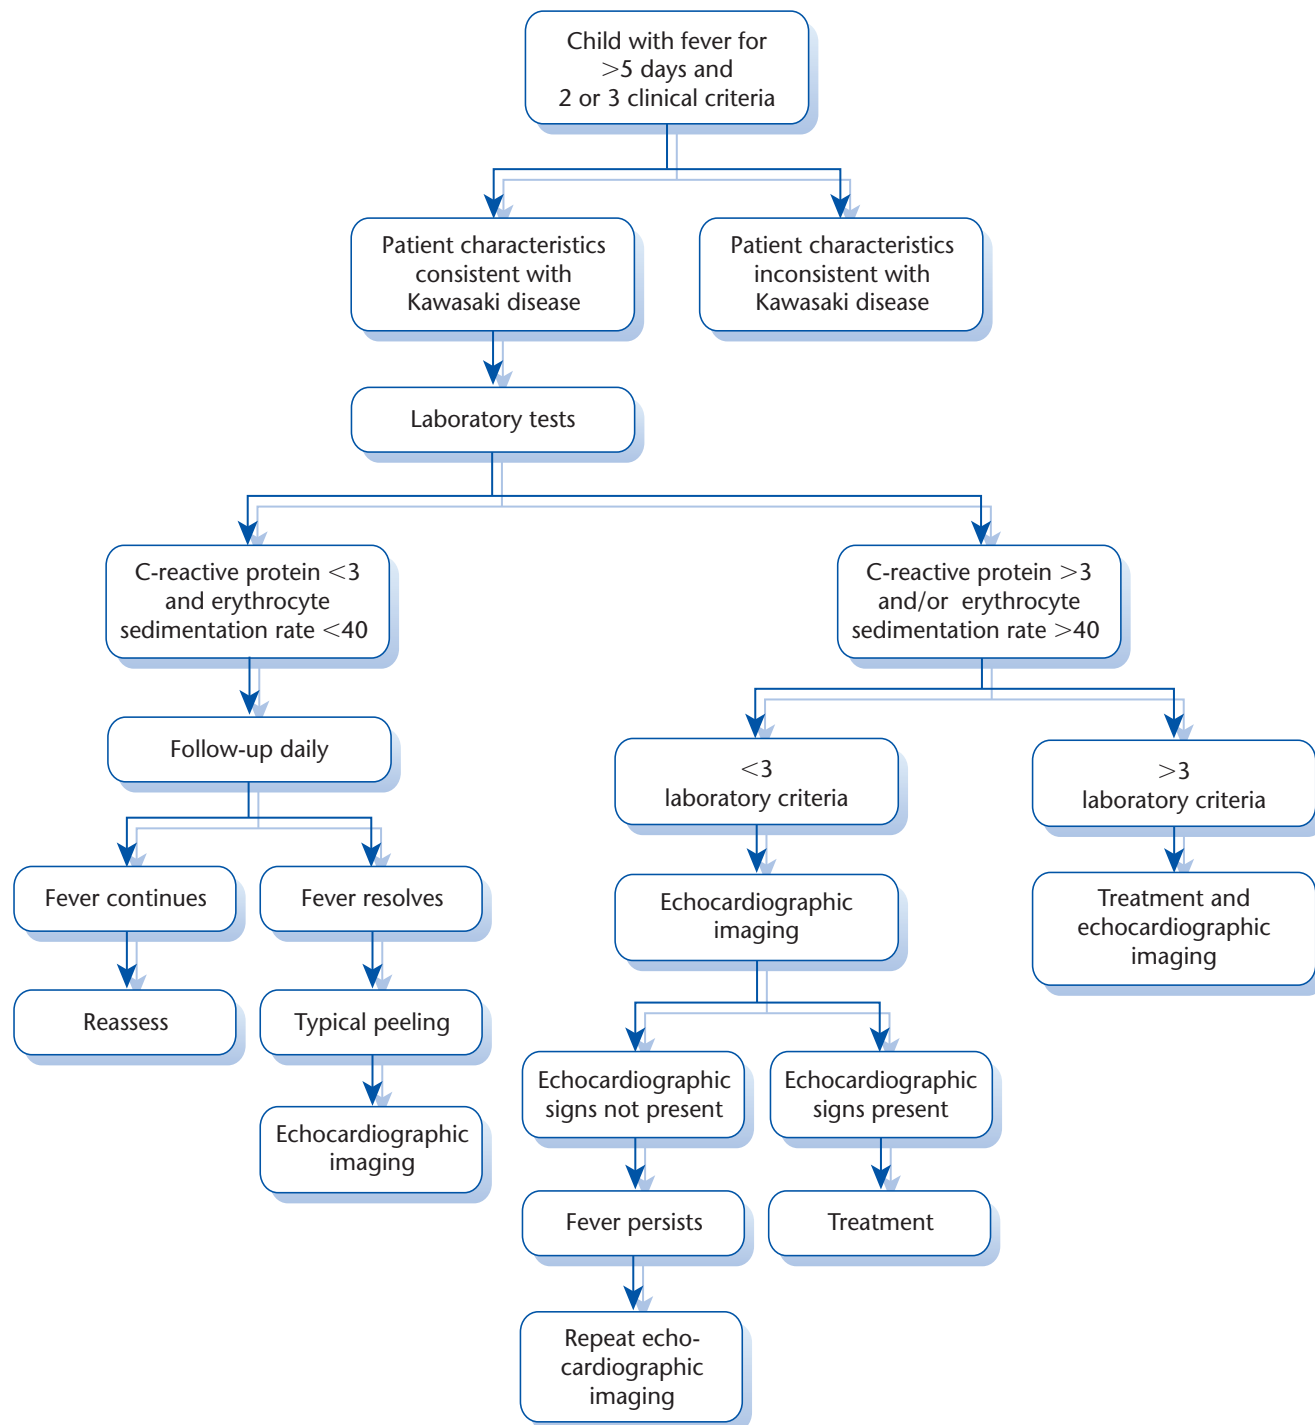 Child with fever for
>5 days and
2 or 3 clinical criteria
Patient characteristics
consistent with
Kawasaki disease
Patient characteristics
inconsistent with
Kawasaki disease
Laboratory tests
C-reactive protein <3
and erythrocyte
sedimentation rate <40
C-reactive protein >3
and/or erythrocyte
sedimentation rate >40
Follow-up daily
<3
laboratory criteria
>3
laboratory criteria
Fever continues
Fever resolves
Echocardiographic
imaging
Treatment and
echocardiographic
imaging
Reassess
Typical peeling
Echocardiographic
signs not present
Echocardiographic
signs present
Echocardiographic
imaging
Fever persists
Treatment
Repeat echo-
cardiographic
imaging